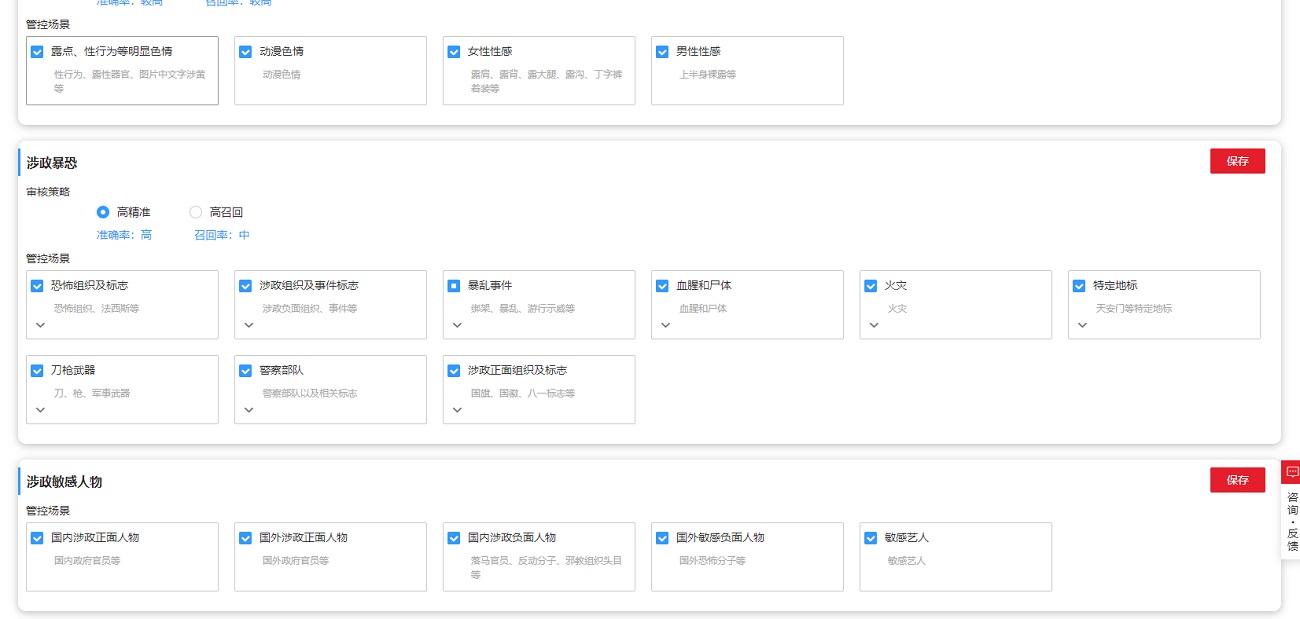 准确率：较高 召回率：较高
管控场景
露点、性行为等明显色情 动漫色情 女性性感 男性性感
性行为、露性器官、图片中文字涉黄 动漫色情 露肩、露背、露大腿、露沟、丁字裤 上半身裸露等
等 着装等
涉政暴恐 保存
审核策略
高精准 高召回
准确率：高 召回率：中
管控场景
恐怖组织及标志 涉政组织及事件标志 暴乱事件 血腥和尸体 火灾 特定地标
恐怖组织、法西斯等 涉政负面组织、事件等 绑架、暴乱、游行示威等 血腥和尸体 火灾 天安门等特定地标
刀枪武器 警察部队 涉政正面组织及标志
刀、枪、军事武器 警察部队以及相关标志 国旗、国徽、八一标志等
涉政敏感人物 保存
管控场景
国内涉政正面人物 国外涉政正面人物 国内涉政负面人物 国外敏感负面人物 敏感艺人
国内政府官员等 国外政府官员等 落马官员、反动分子、邪教组织头目 国外恐怖分子等 敏感艺人
等
咨询·反馈